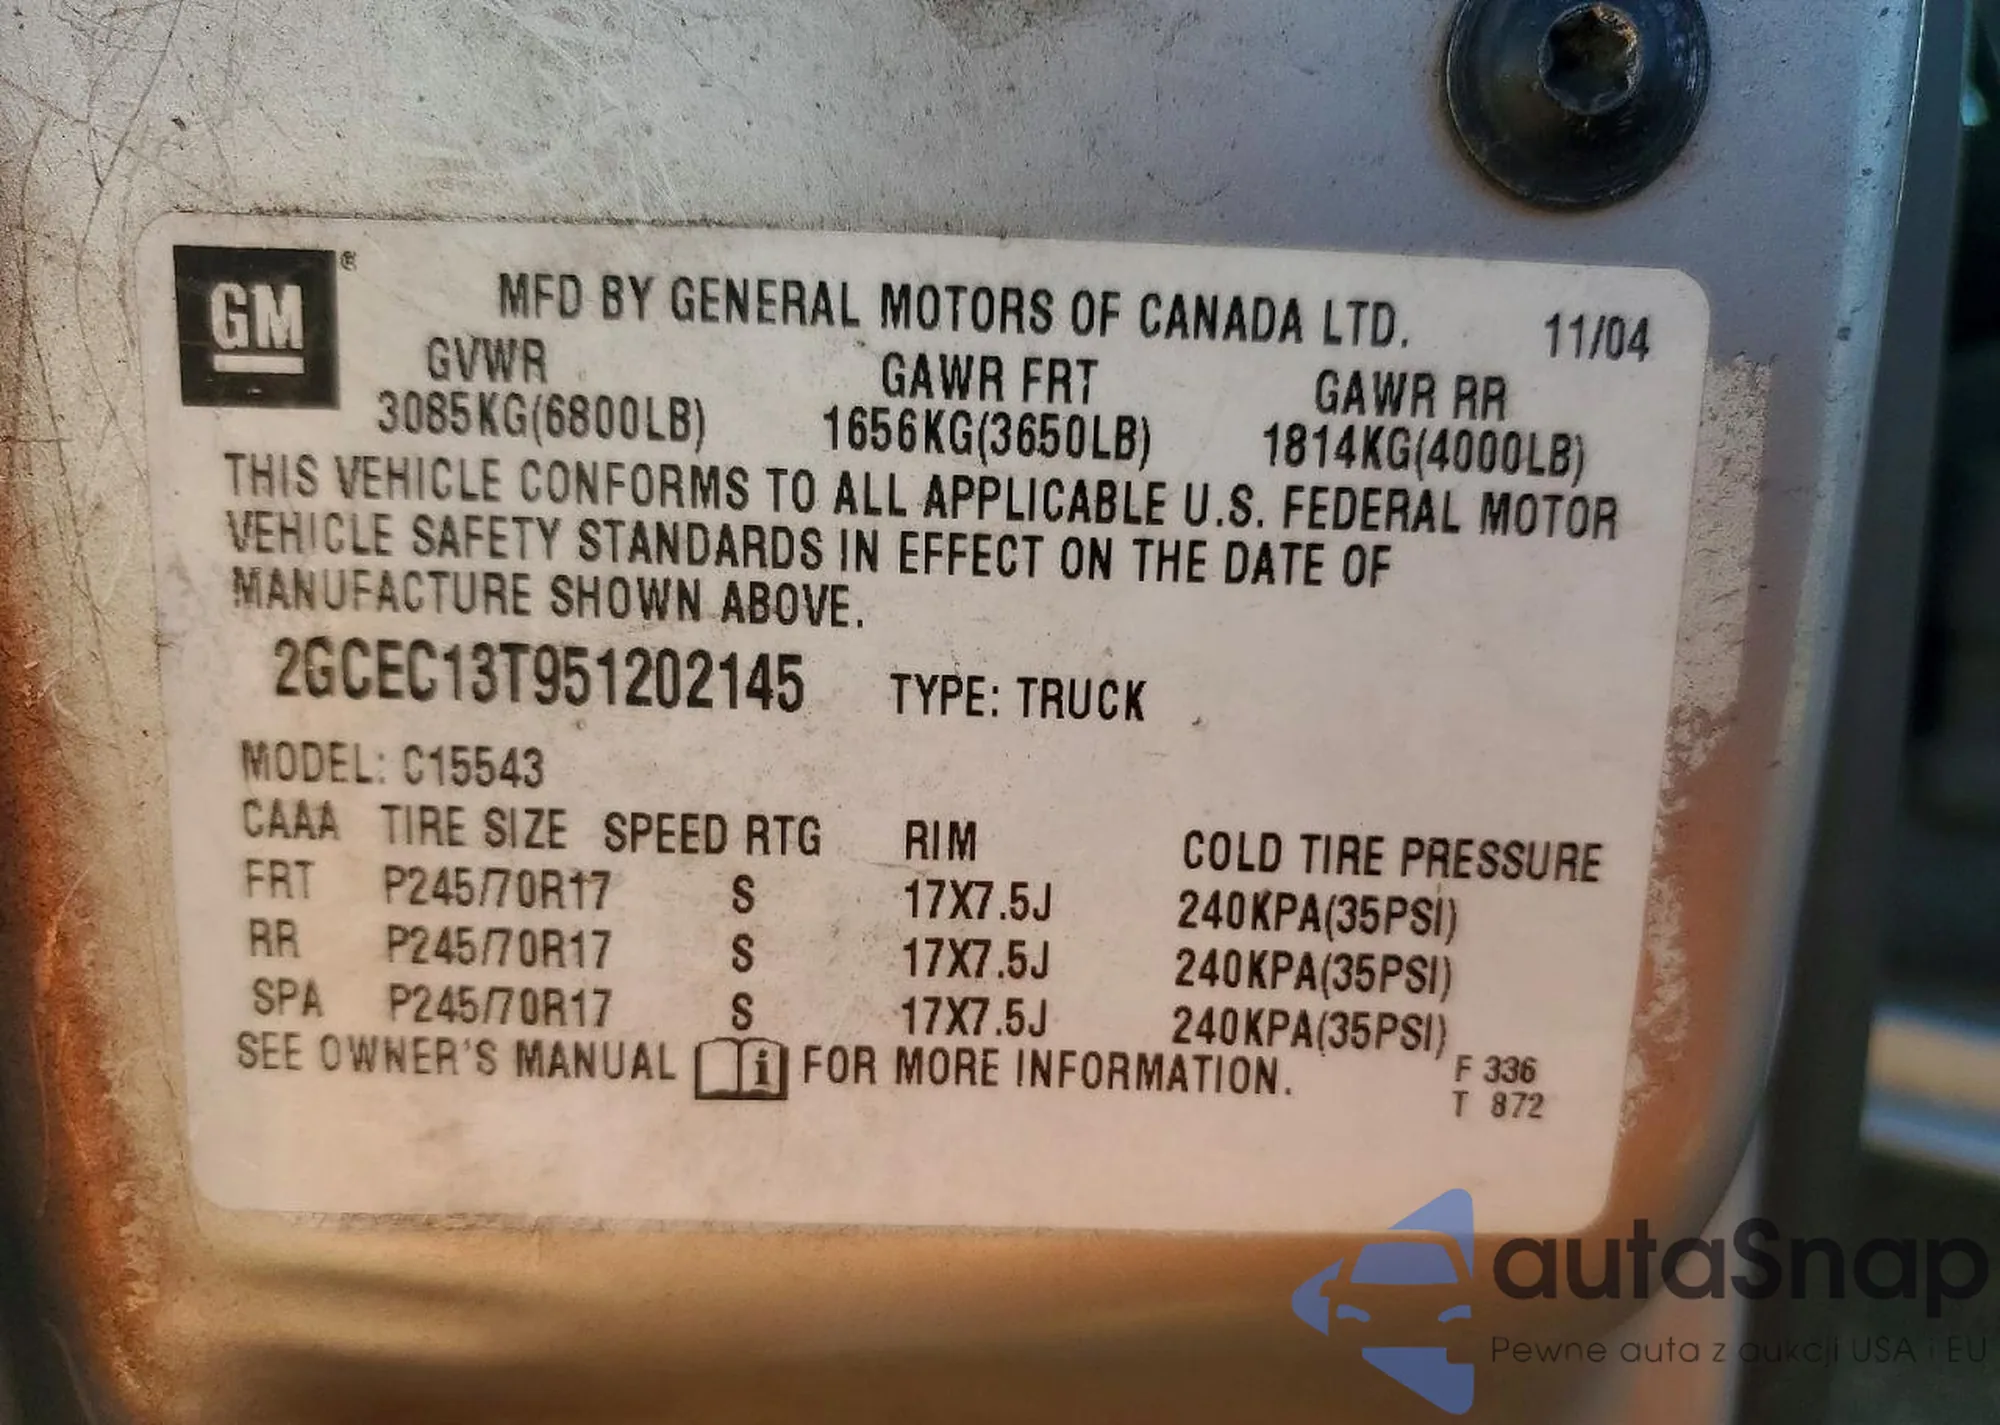 GM ®
MFD BY GENERAL MOTORS OF CANADA LTD. 11/04
GVWR GAWR FRT GAWR RR
3085KG(6800LB) 1656KG(3650LB) 1814KG(4000LB)
THIS VEHICLE CONFORMS TO ALL APPLICABLE U.S. FEDERAL MOTOR
VEHICLE SAFETY STANDARDS IN EFFECT ON THE DATE OF
MANUFACTURE SHOWN ABOVE.
2GCEC13T951202145 TYPE: TRUCK
MODEL: C15543
CAAA TIRE SIZE SPEED RTG RIM COLD TIRE PRESSURE
FRT P245/70R17 S 17X7.5J 240KPA(35PSI)
RR P245/70R17 S 17X7.5J 240KPA(35PSI)
SPA P245/70R17 S 17X7.5J 240KPA(35PSI)
SEE OWNER'S MANUAL i FOR MORE INFORMATION.
F 336
T 872
autaSnap
Pewne auta z aukcji USA i EU